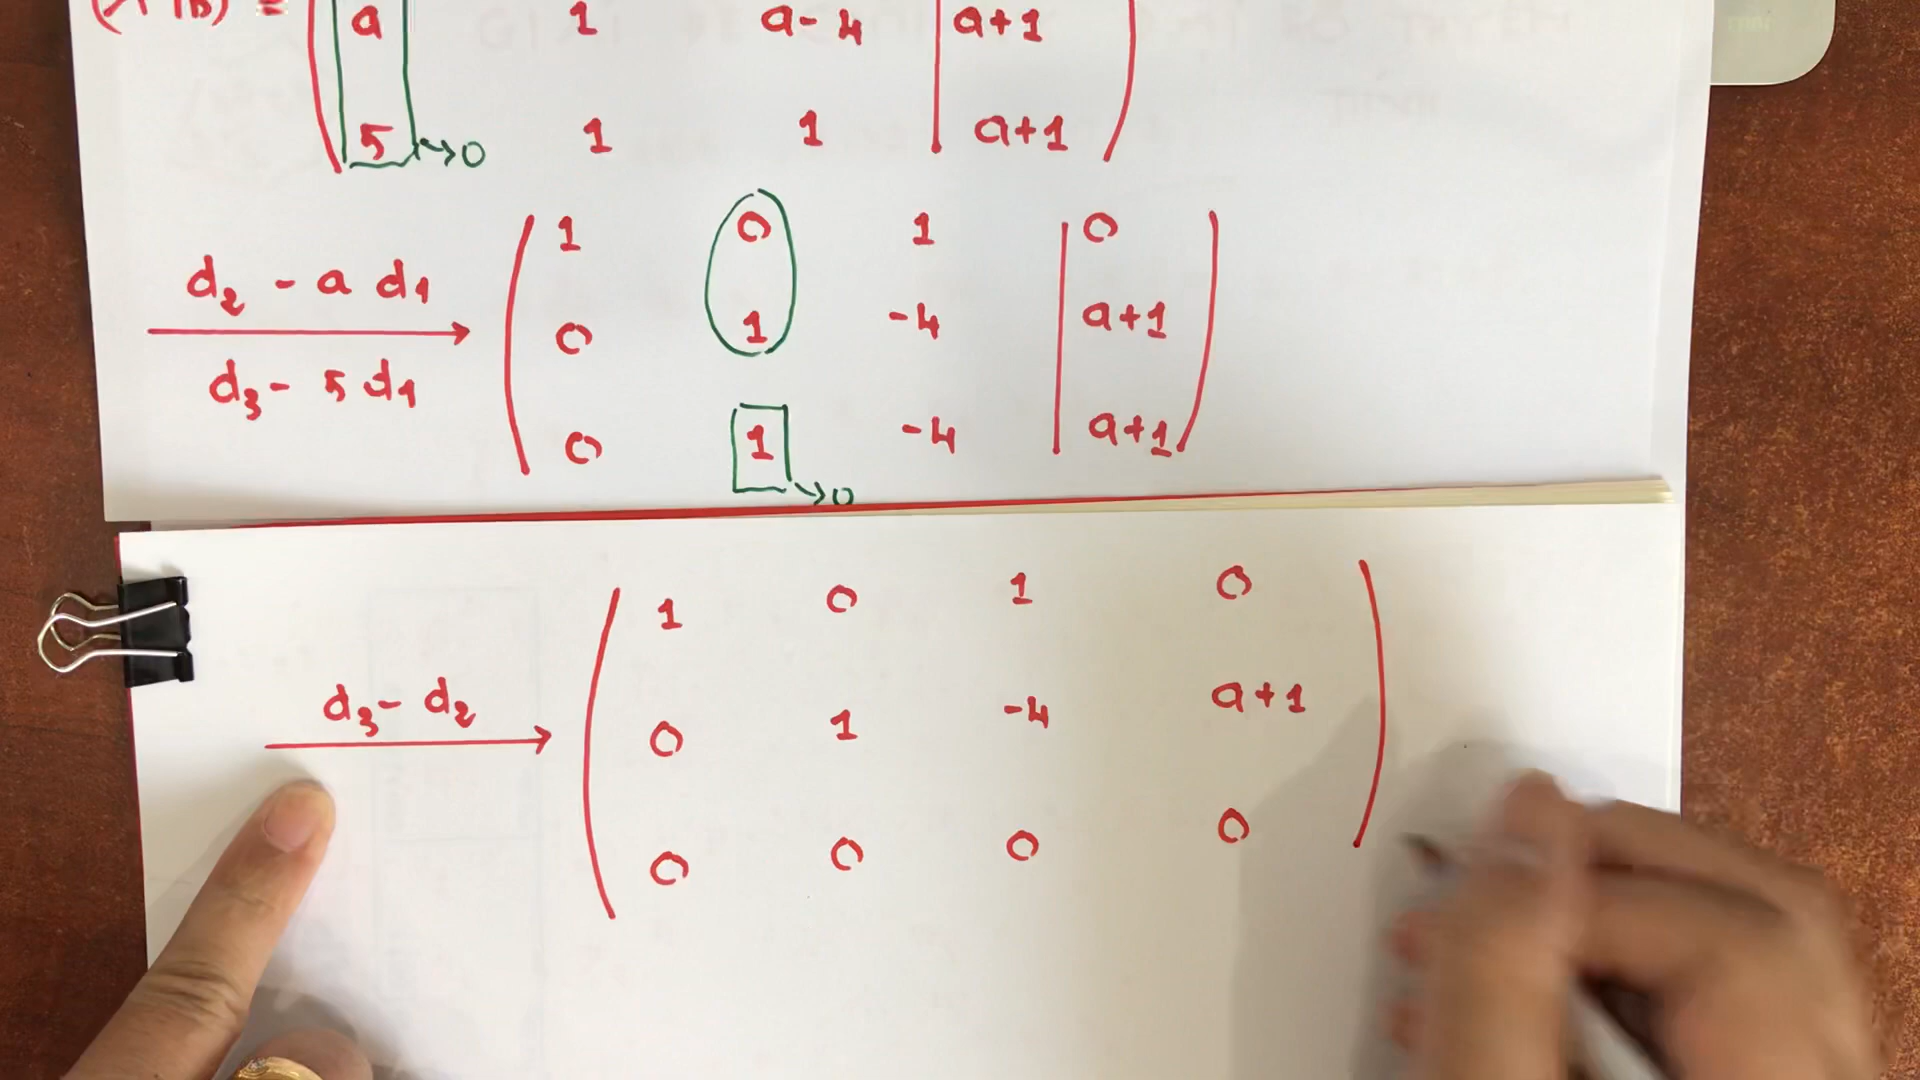 (A|B) = a 1 a-4 | a+1
5 →0 1 1 | a+1
1 0 1 | 0
d₂ - a d₁
0 1 -4 | a+1
d₃ - 5 d₁
0 1 →0 -4 | a+1
1 0 1 0
d₃ - d₂
0 1 -4 a+1
0 0 0 0